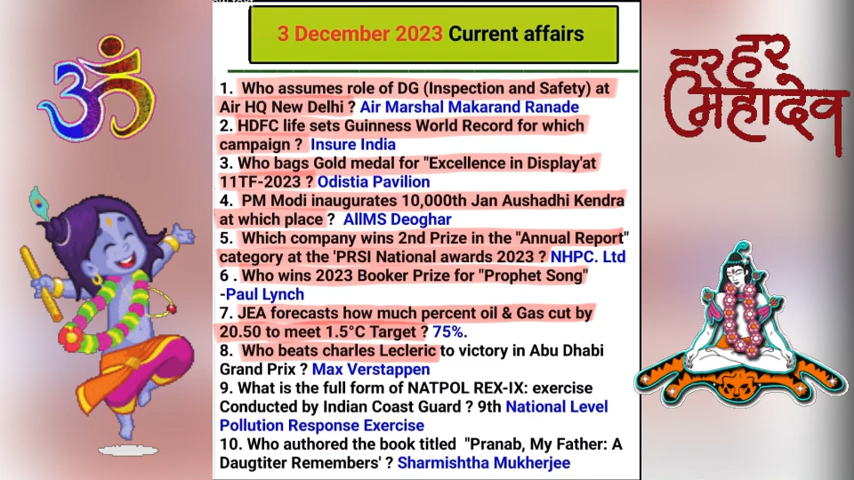 3 December 2023 Current affairs
1. Who assumes role of DG (Inspection and Safety) at
Air HQ New Delhi ? Air Marshal Makarand Ranade
2. HDFC life sets Guinness World Record for which
campaign ? Insure India
3. Who bags Gold medal for "Excellence in Display'at
11TF-2023 ? Odistia Pavilion
4. PM Modi inaugurates 10,000th Jan Aushadhi Kendra
at which place ? AllMS Deoghar
5. Which company wins 2nd Prize in the "Annual Report"
category at the 'PRSI National awards 2023 ? NHPC. Ltd
6 . Who wins 2023 Booker Prize for "Prophet Song"
-Paul Lynch
7. JEA forecasts how much percent oil & Gas cut by
20.50 to meet 1.5°C Target ? 75%.
8. Who beats charles Lecleric to victory in Abu Dhabi
Grand Prix ? Max Verstappen
9. What is the full form of NATPOL REX-IX: exercise
Conducted by Indian Coast Guard ? 9th National Level
Pollution Response Exercise
10. Who authored the book titled "Pranab, My Father: A
Daugtiter Remembers' ? Sharmishtha Mukherjee
ॐ
हर हर
महादेव